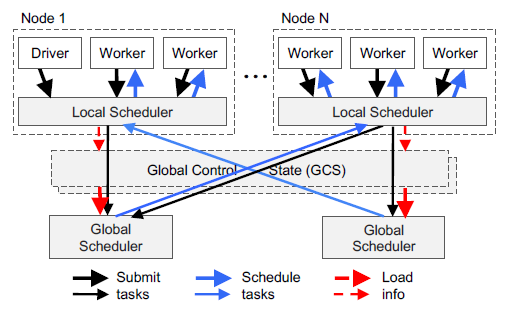 Node 1
Node N
Driver
Worker
Worker
Worker
Worker
Worker
...
Local Scheduler
Local Scheduler
Global Control State (GCS)
Global
Scheduler
Global
Scheduler
Submit
tasks
Schedule
tasks
Load
info